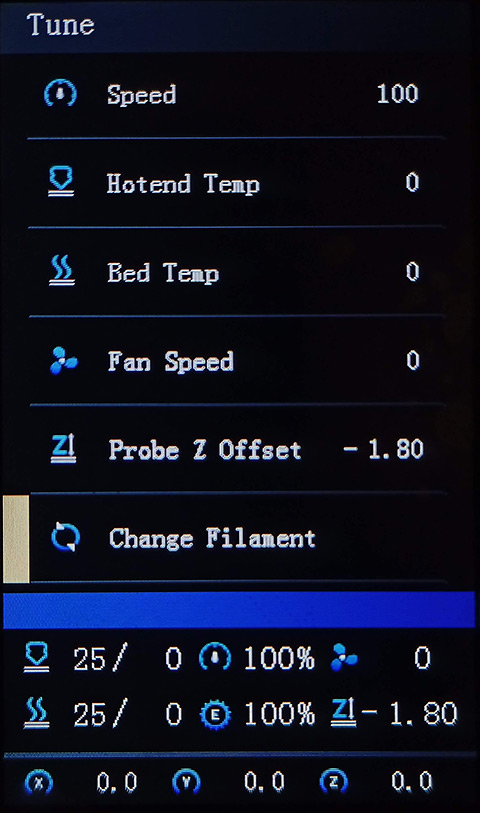 Tune
Speed 100
Hotend Temp 0
Bed Temp 0
Fan Speed 0
Probe Z Offset -1.80
Change Filament
25/ 0 100% 0
25/ 0 E 100% Z -1.80
X 0.0 Y 0.0 Z 0.0